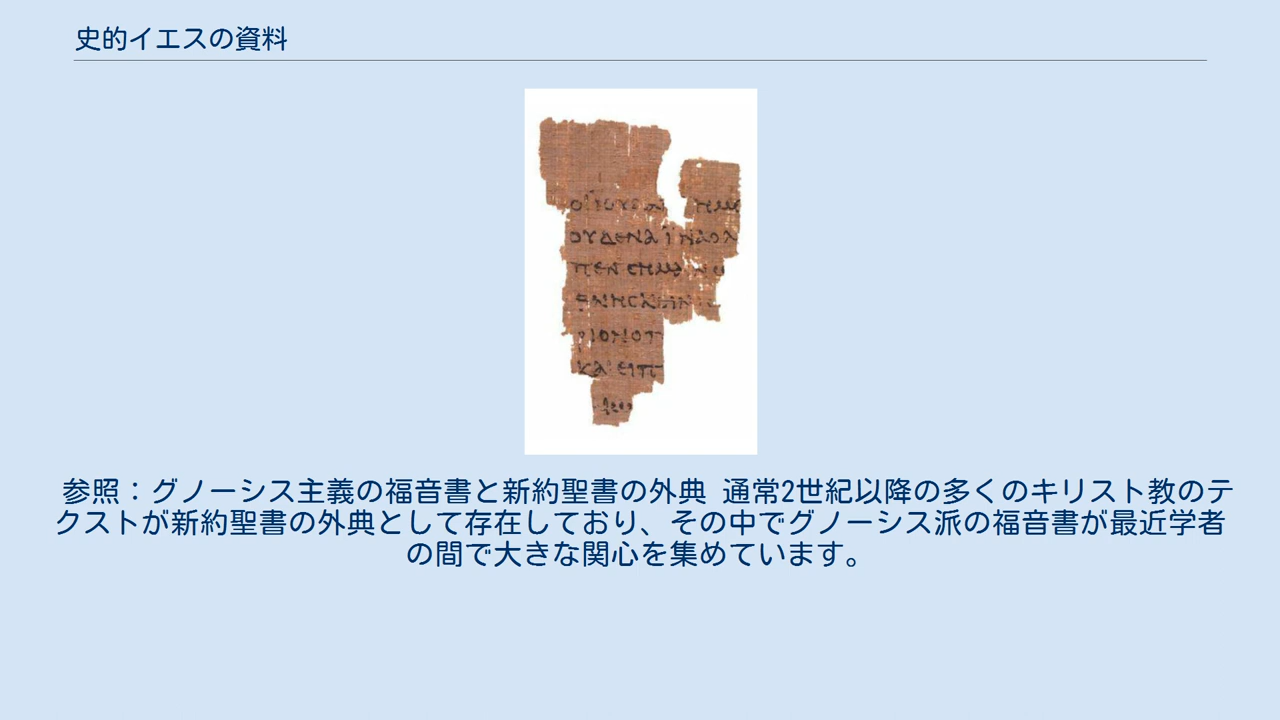 史的イエスの資料
ΟΥΔΕΝΑΙΝΑΟΛ
ΠΕΝΣΗΜΑ
ΘΝΗΣΚΕΙΝ
ΡΙΟΝΟΠ
ΚΑΙΕΙΠ
参照：グノーシス主義の福音書と新約聖書の外典 通常2世紀以降の多くのキリスト教のテ
クストが新約聖書の外典として存在しており、その中でグノーシス派の福音書が最近学者
の間で大きな関心を集めています。